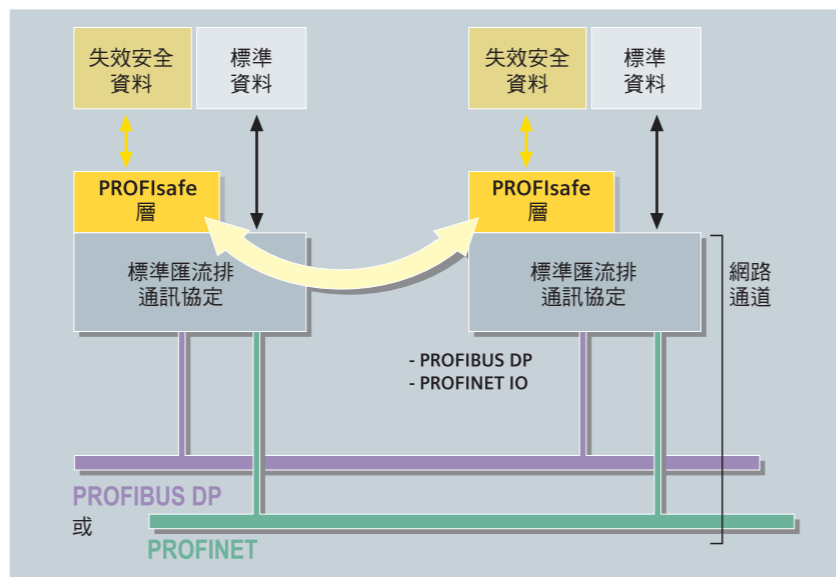 失效安全
資料
標準
資料
失效安全
資料
標準
資料
PROFIsafe
層
PROFIsafe
層
標準匯流排
通訊協定
標準匯流排
通訊協定
網路
通道
- PROFIBUS DP
- PROFINET IO
PROFIBUS DP
或
PROFINET